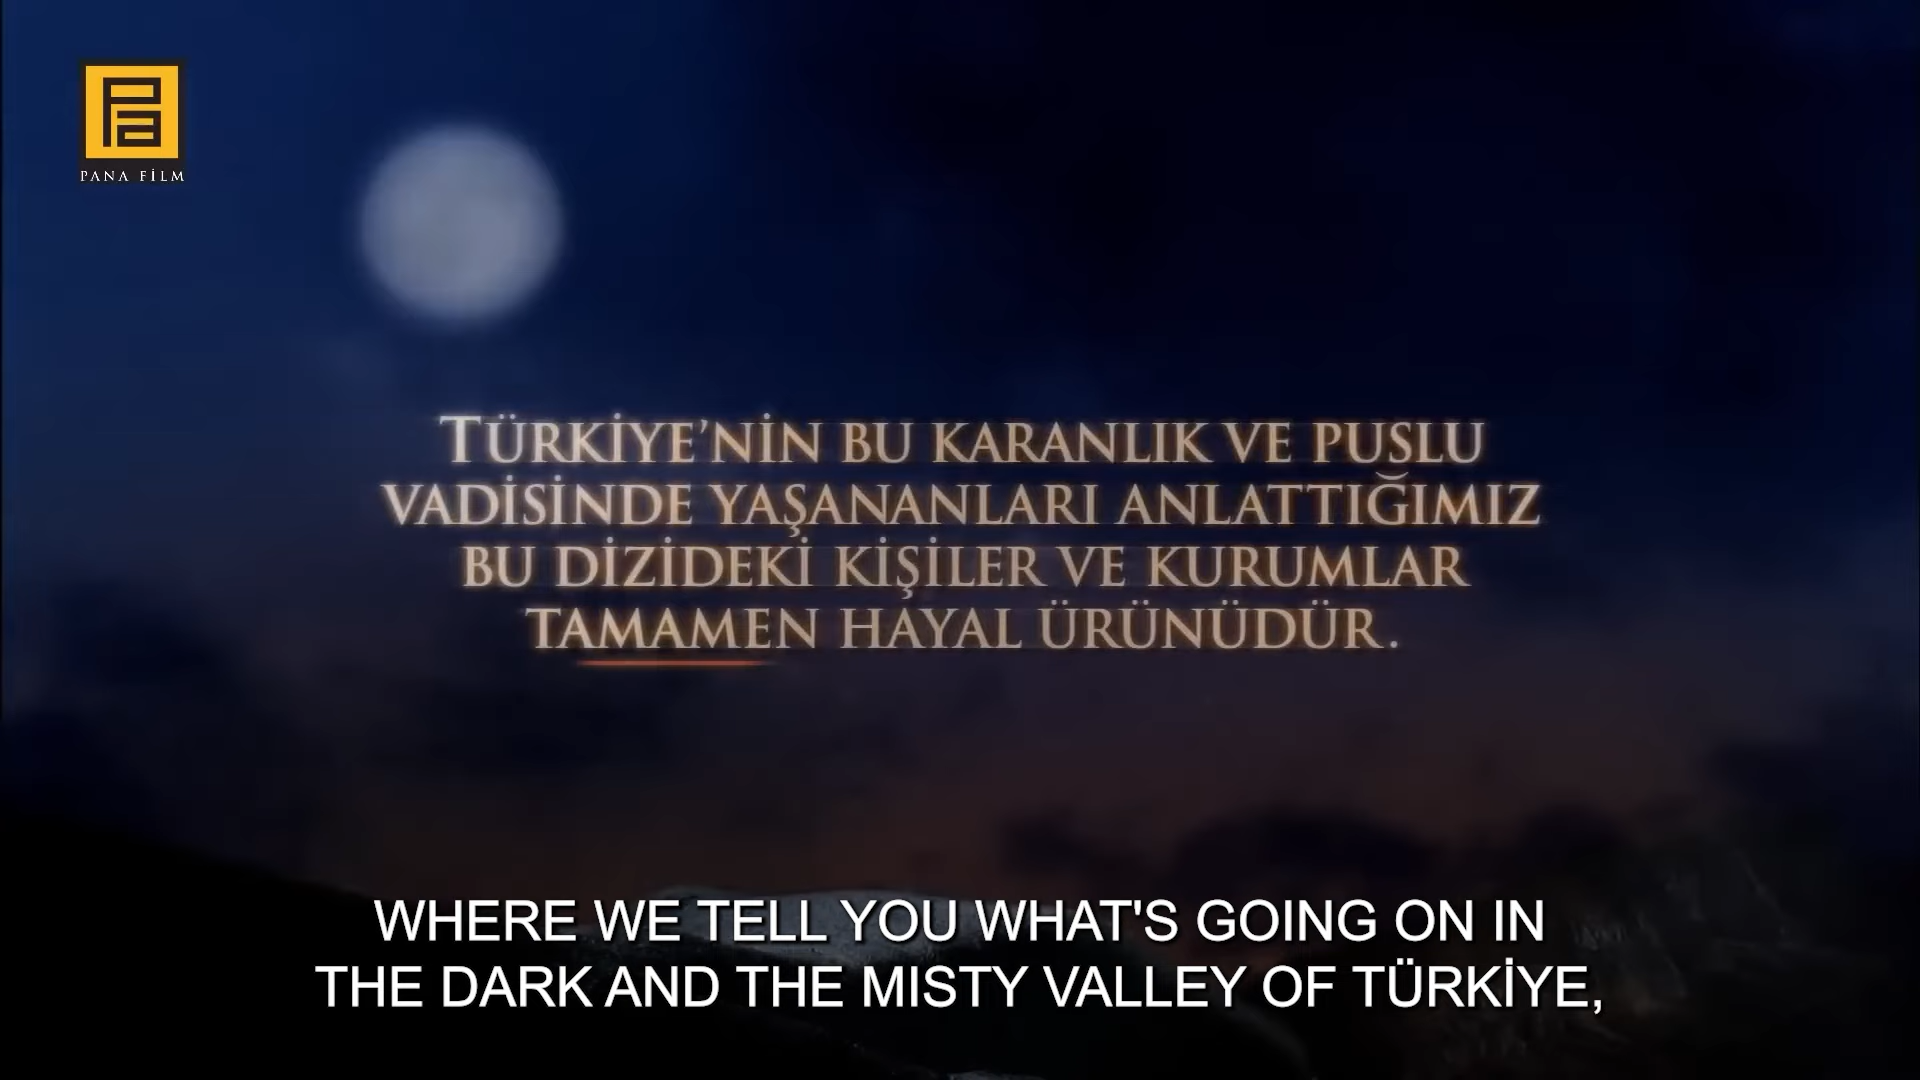 PANA FİLM
TÜRKİYE'NİN BU KARANLIK VE PUSLU
VADİSİNDE YAŞANANLARI ANLATTIĞIMIZ
BU DİZİDEKİ KİŞİLER VE KURUMLAR
TAMAMEN HAYAL ÜRÜNÜDÜR.
WHERE WE TELL YOU WHAT'S GOING ON IN
THE DARK AND THE MISTY VALLEY OF TÜRKİYE,